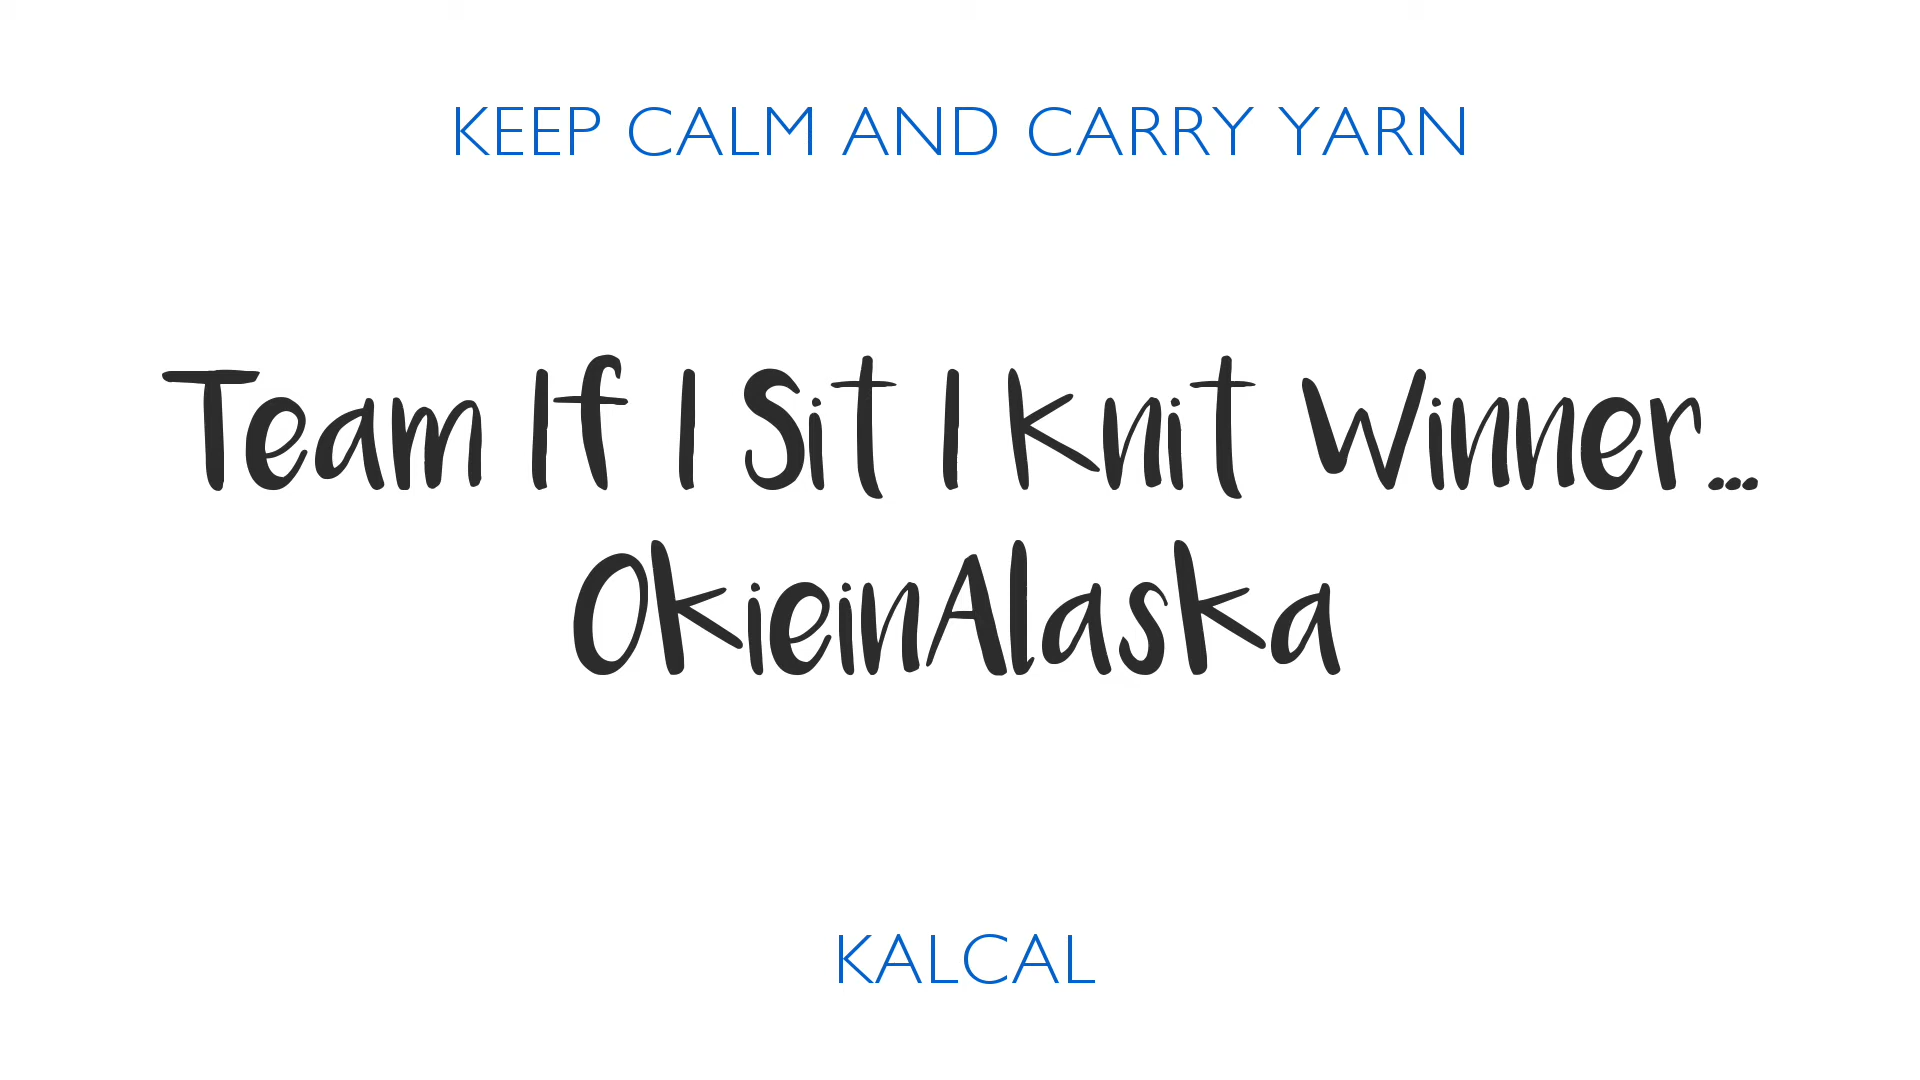 KEEP CALM AND CARRY YARN
Team If I Sit I Knit Winner...
OkieinAlaska
KALCAL